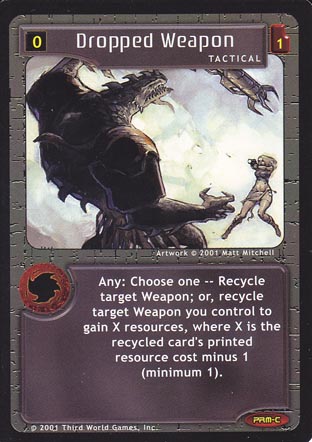 0
Dropped Weapon
1
TACTICAL
Artwork © 2001 Matt Mitchell
Any: Choose one -- Recycle
target Weapon; or, recycle
target Weapon you control to
gain X resources, where X is the
recycled card's printed
resource cost minus 1
(minimum 1).
© 2001 Third World Games, Inc.
PRM-C